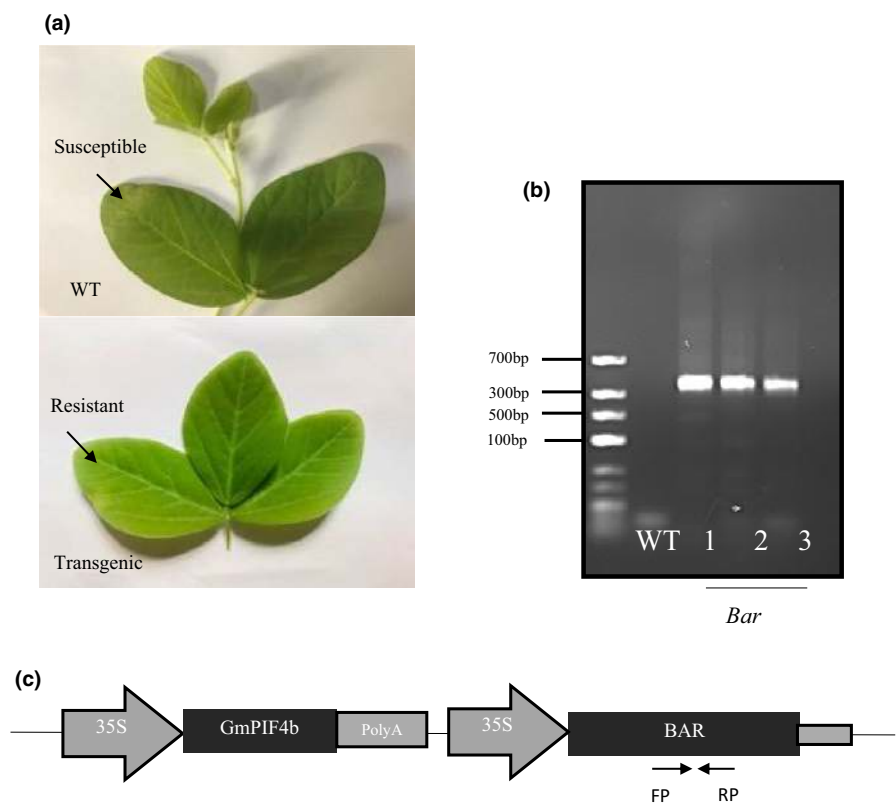 (a)
Susceptible
WT
Resistant
Transgenic
(b)
700bp
300bp
500bp
100bp
WT 1 2 3
Bar
(c)
35S GmPIF4b PolyA 35S BAR
FP RP